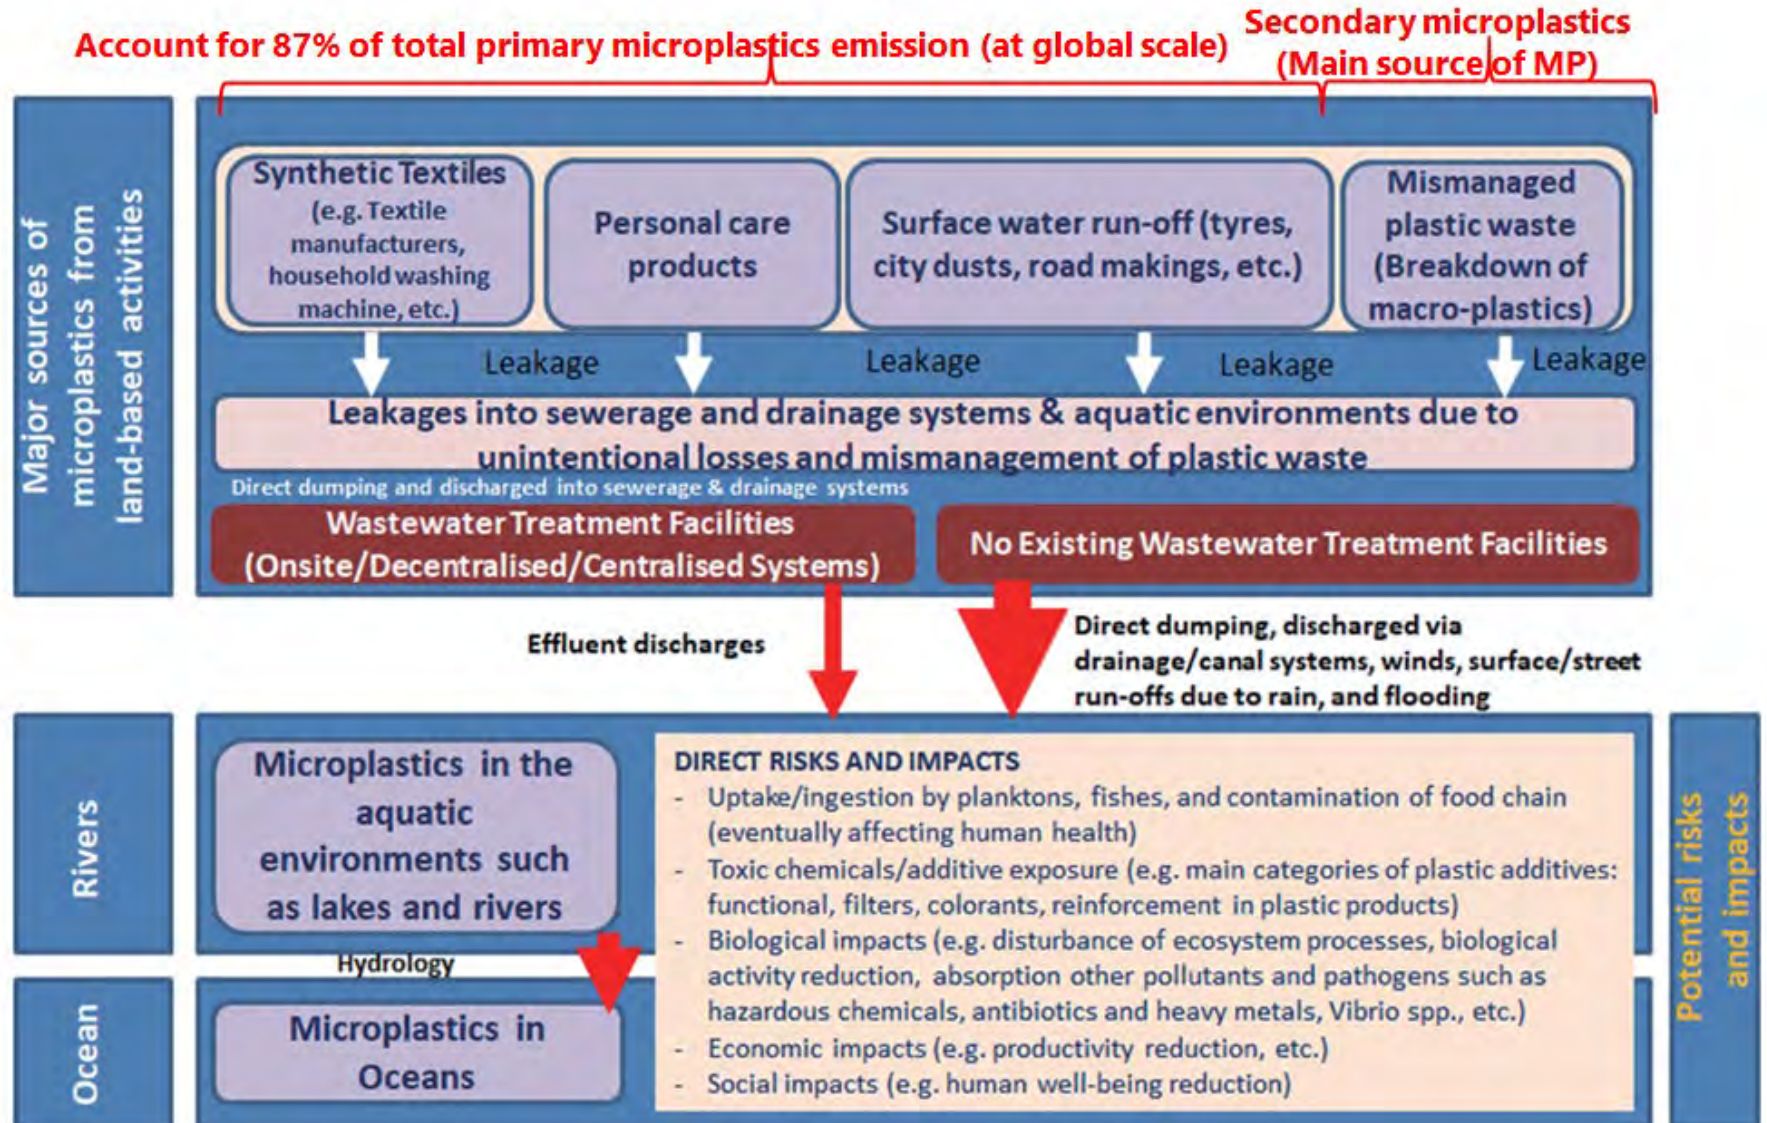 Account for 87% of total primary microplastics emission (at global scale)
Secondary microplastics
(Main source of MP)
Major sources of
microplastics from
land-based activities
Synthetic Textiles
(e.g. Textile
manufacturers,
household washing
machine, etc.)
Personal care
products
Surface water run-off (tyres,
city dusts, road makings, etc.)
Mismanaged
plastic waste
(Breakdown of
macro-plastics)
Leakage
Leakage
Leakage
Leakage
Leakages into sewerage and drainage systems & aquatic environments due to
unintentional losses and mismanagement of plastic waste
Direct dumping and discharged into sewerage & drainage systems
Wastewater Treatment Facilities
(Onsite/Decentralised/Centralised Systems)
No Existing Wastewater Treatment Facilities
Effluent discharges
Direct dumping, discharged via
drainage/canal systems, winds, surface/street
run-offs due to rain, and flooding
Rivers
Microplastics in the
aquatic
environments such
as lakes and rivers
Hydrology
Ocean
Microplastics in
Oceans
DIRECT RISKS AND IMPACTS
- Uptake/ingestion by planktons, fishes, and contamination of food chain
(eventually affecting human health)
- Toxic chemicals/additive exposure (e.g. main categories of plastic additives:
functional, filters, colorants, reinforcement in plastic products)
- Biological impacts (e.g. disturbance of ecosystem processes, biological
activity reduction, absorption other pollutants and pathogens such as
hazardous chemicals, antibiotics and heavy metals, Vibrio spp., etc.)
- Economic impacts (e.g. productivity reduction, etc.)
- Social impacts (e.g. human well-being reduction)
Potential risks
and impacts